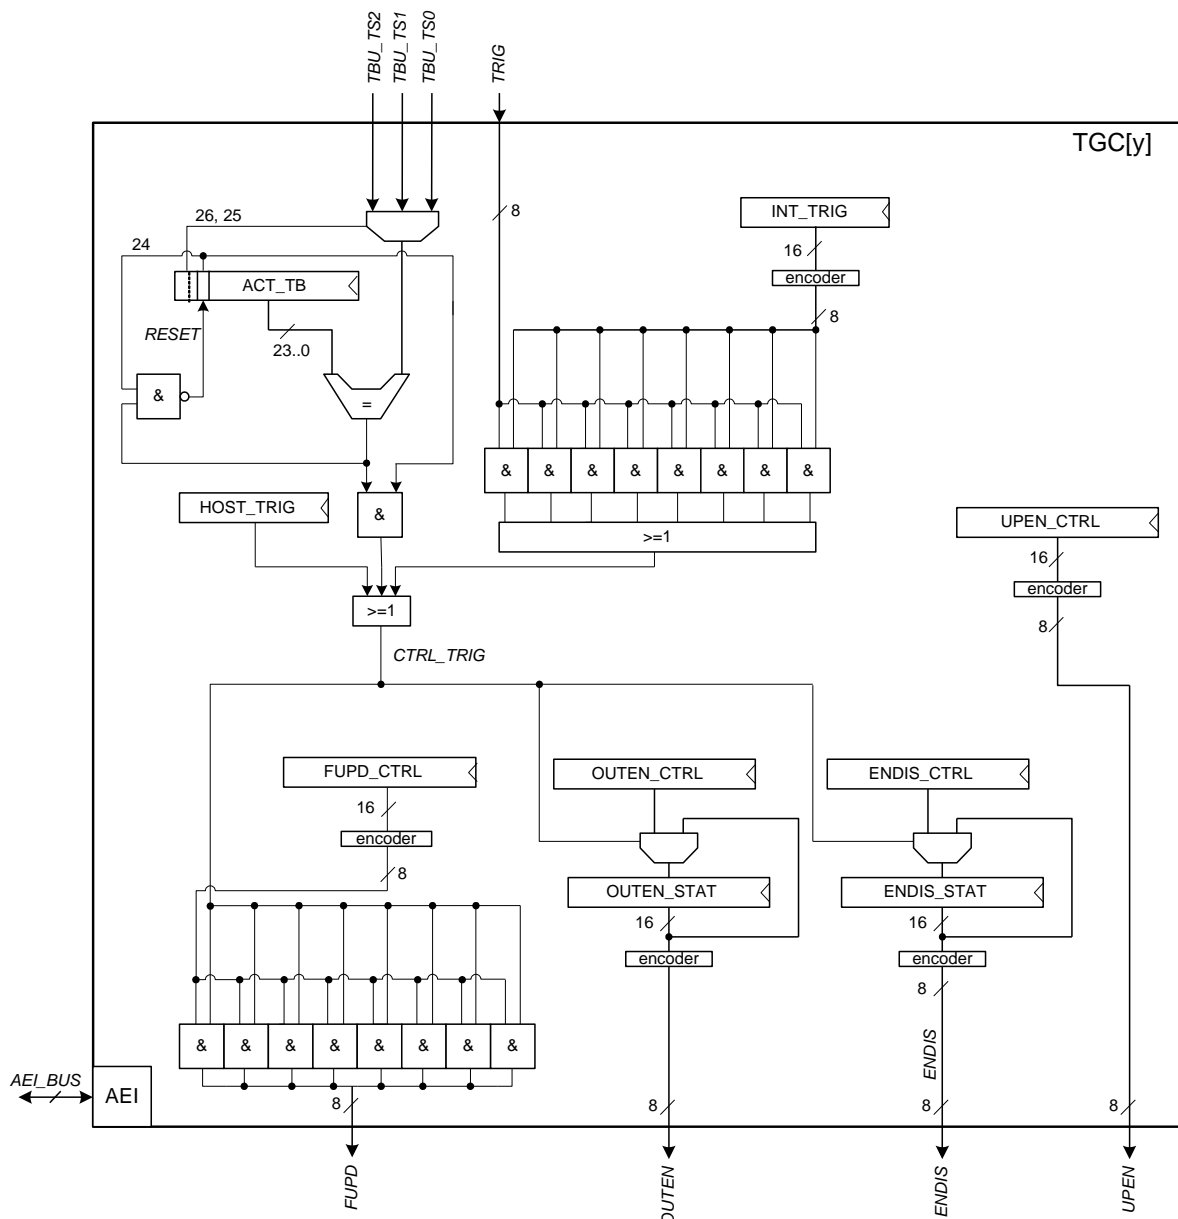 TBU_TS2
TBU_TS1
TBU_TS0
TRIG
TGC[y]
26, 25
8
INT_TRIG
24
16
encoder
ACT_TB
RESET
23..0
8
&
=
& & & & & & & &
HOST_TRIG
&
>=1
UPEN_CTRL
16
encoder
>=1
8
CTRL_TRIG
FUPD_CTRL
OUTEN_CTRL
ENDIS_CTRL
16
encoder
8
OUTEN_STAT
ENDIS_STAT
16
16
encoder
encoder
8
& & & & & & & &
ENDIS
AEI_BUS
AEI
8
8
8
8
FUPD
OUTEN
ENDIS
UPEN